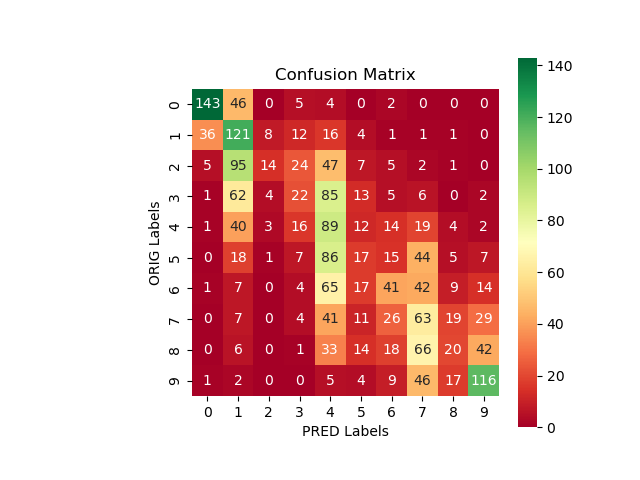 Confusion Matrix
ORIG Labels
0 143 46 0 5 4 0 2 0 0 0
1 36 121 8 12 16 4 1 1 1 0
2 5 95 14 24 47 7 5 2 1 0
3 1 62 4 22 85 13 5 6 0 2
4 1 40 3 16 89 12 14 19 4 2
5 0 18 1 7 86 17 15 44 5 7
6 1 7 0 4 65 17 41 42 9 14
7 0 7 0 4 41 11 26 63 19 29
8 0 6 0 1 33 14 18 66 20 42
9 1 2 0 0 5 4 9 46 17 116
0 1 2 3 4 5 6 7 8 9
PRED Labels
140
120
100
80
60
40
20
0